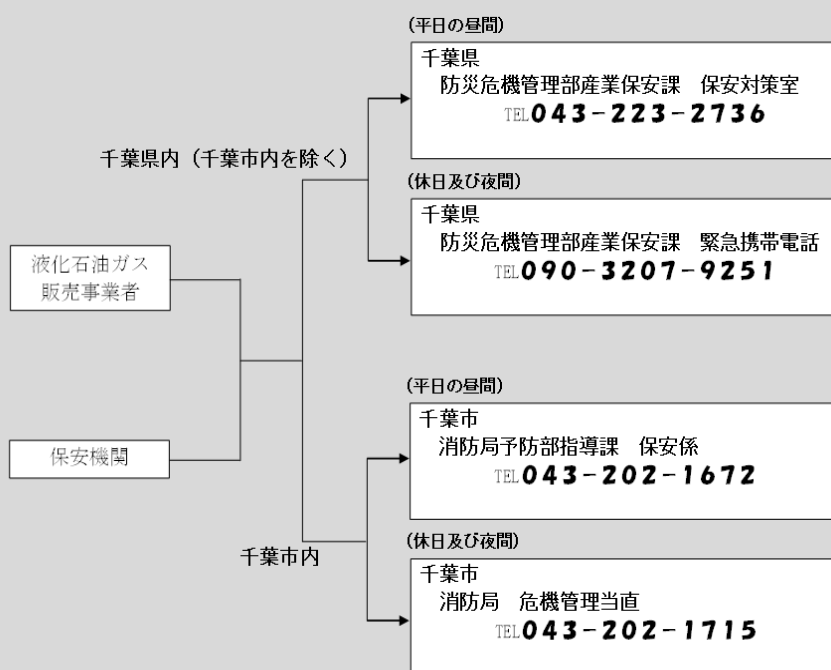 (平日の昼間)
千葉県
防災危機管理部産業保安課 保安対策室
TEL043-223-2736
千葉県内(千葉市内を除く)
(休日及び夜間)
千葉県
防災危機管理部産業保安課 緊急携帯電話
TEL090-3207-9251
液化石油ガス
販売事業者
(平日の昼間)
千葉市
消防局予防部指導課 保安係
TEL043-202-1672
保安機関
千葉市内
(休日及び夜間)
千葉市
消防局 危機管理当直
TEL043-202-1715